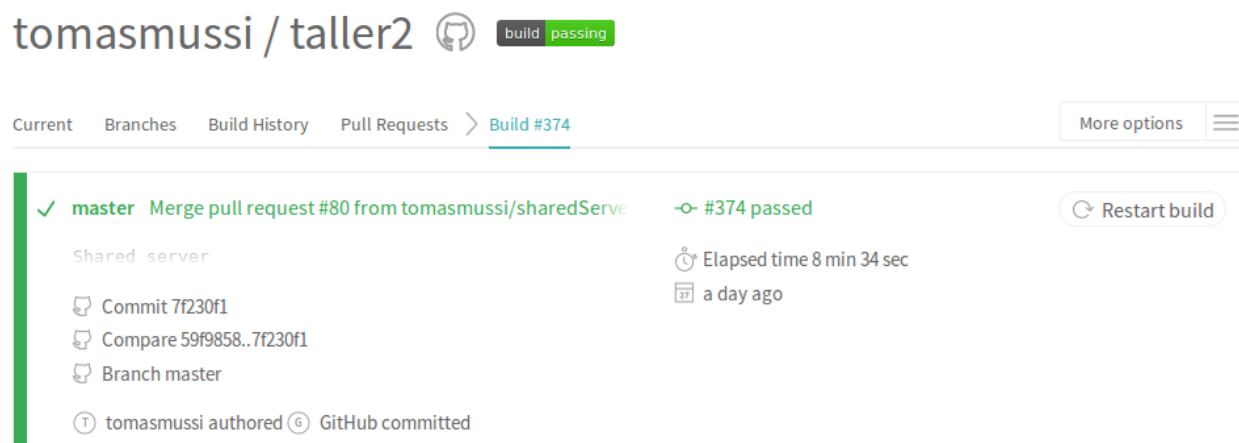 tomasmussi / taller2 build passing
Current Branches Build History Pull Requests Build #374 More options
master Merge pull request #80 from tomasmussi/sharedServe #374 passed Restart build
Shared server
Elapsed time 8 min 34 sec
a day ago
Commit 7f230f1
Compare 59f9858..7f230f1
Branch master
T tomasmussi authored G GitHub committed